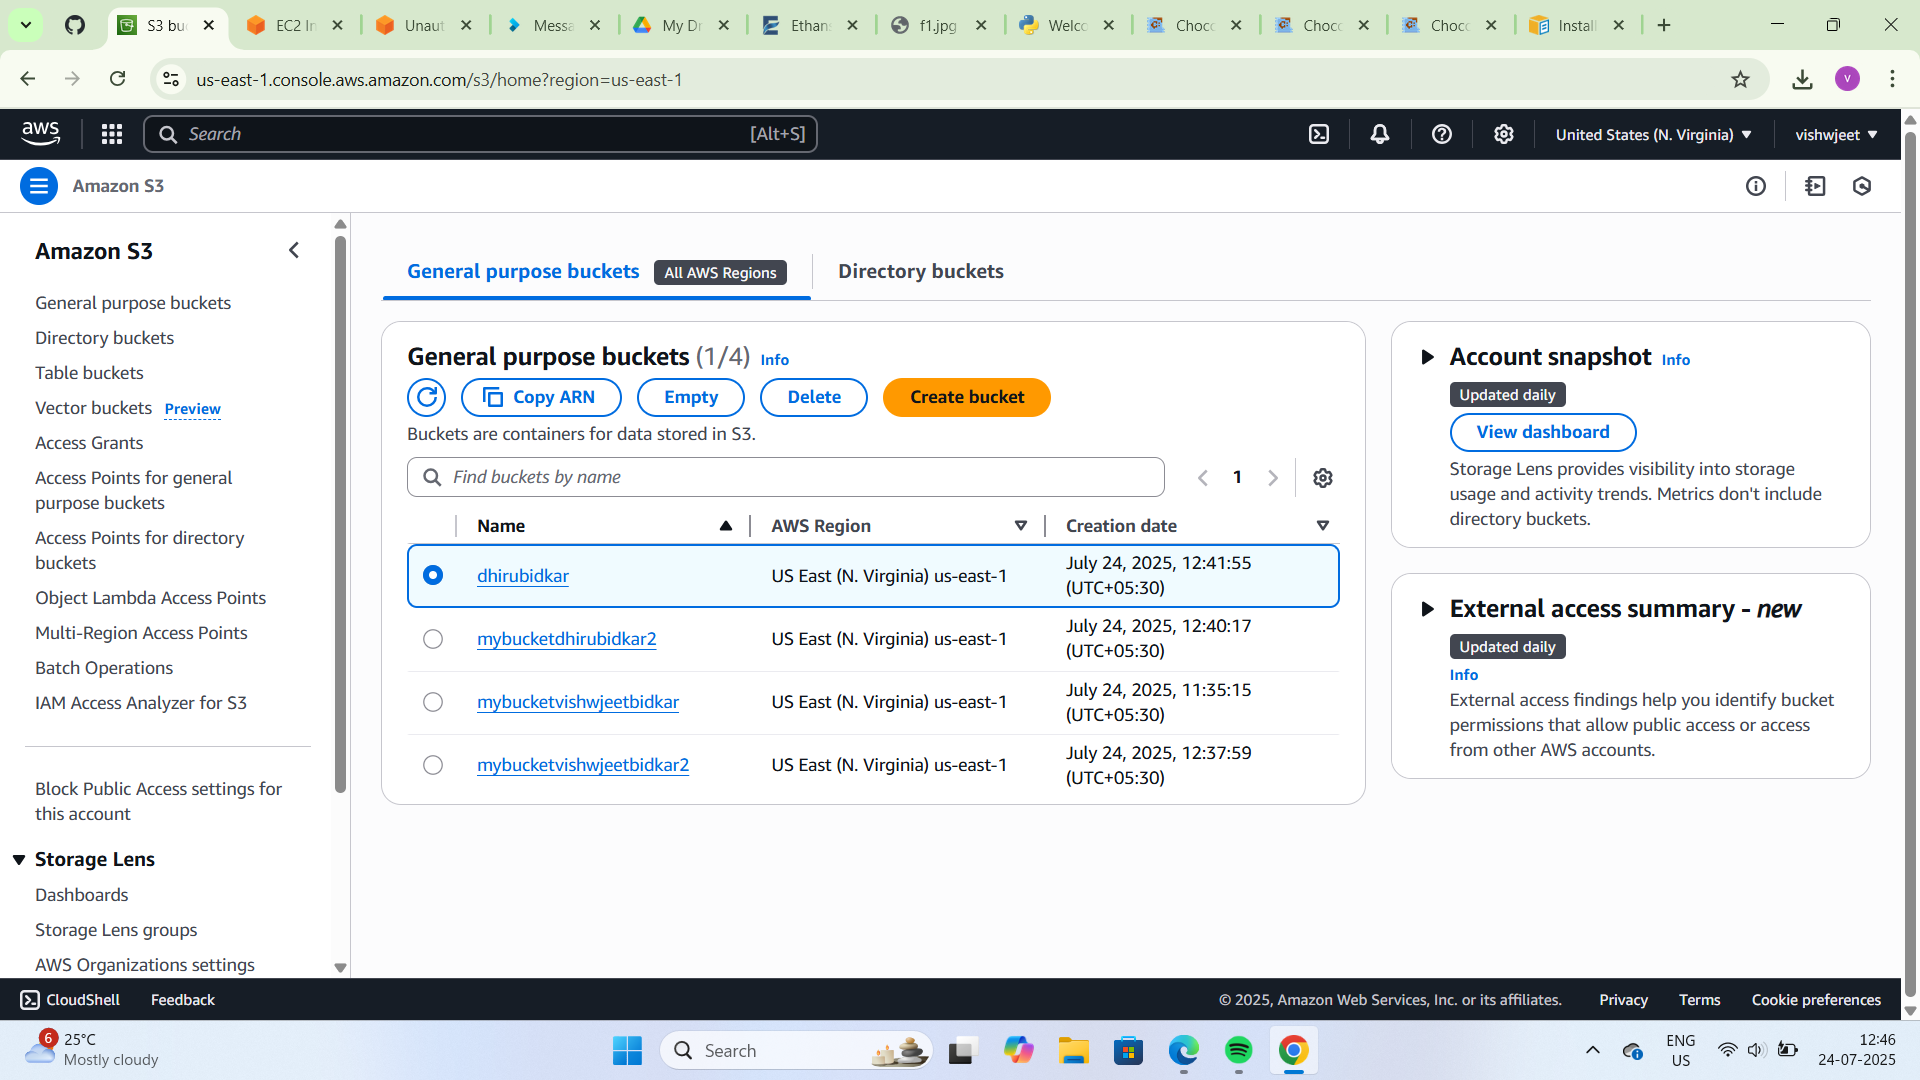 S3 bu
EC2 In
Unaut
Messa
My Dr
Ethans
f1.jpg
Welco
Choco
Choco
Choco
Install
us-east-1.console.aws.amazon.com/s3/home?region=us-east-1
V
aws
Search
[Alt+S]
United States (N. Virginia)
vishwjeet
Amazon S3
Amazon S3
General purpose buckets
Directory buckets
Table buckets
Vector buckets Preview
Access Grants
Access Points for general
purpose buckets
Access Points for directory
buckets
Object Lambda Access Points
Multi-Region Access Points
Batch Operations
IAM Access Analyzer for S3
Block Public Access settings for
this account
Storage Lens
Dashboards
Storage Lens groups
AWS Organizations settings
General purpose buckets All AWS Regions
Directory buckets
General purpose buckets (1/4) Info
Copy ARN
Empty
Delete
Create bucket
Buckets are containers for data stored in S3.
Find buckets by name
1
Name AWS Region Creation date
dhirubidkar US East (N. Virginia) us-east-1 July 24, 2025, 12:41:55
(UTC+05:30)
mybucketdhirubidkar2 US East (N. Virginia) us-east-1 July 24, 2025, 12:40:17
(UTC+05:30)
mybucketvishwjeetbidkar US East (N. Virginia) us-east-1 July 24, 2025, 11:35:15
(UTC+05:30)
mybucketvishwjeetbidkar2 US East (N. Virginia) us-east-1 July 24, 2025, 12:37:59
(UTC+05:30)
Account snapshot Info
Updated daily
View dashboard
Storage Lens provides visibility into storage
usage and activity trends. Metrics don't include
directory buckets.
External access summary - new
Updated daily
Info
External access findings help you identify bucket
permissions that allow public access or access
from other AWS accounts.
CloudShell
Feedback
© 2025, Amazon Web Services, Inc. or its affiliates.
Privacy
Terms
Cookie preferences
6
25°C
Mostly cloudy
Search
ENG
US
12:46
24-07-2025